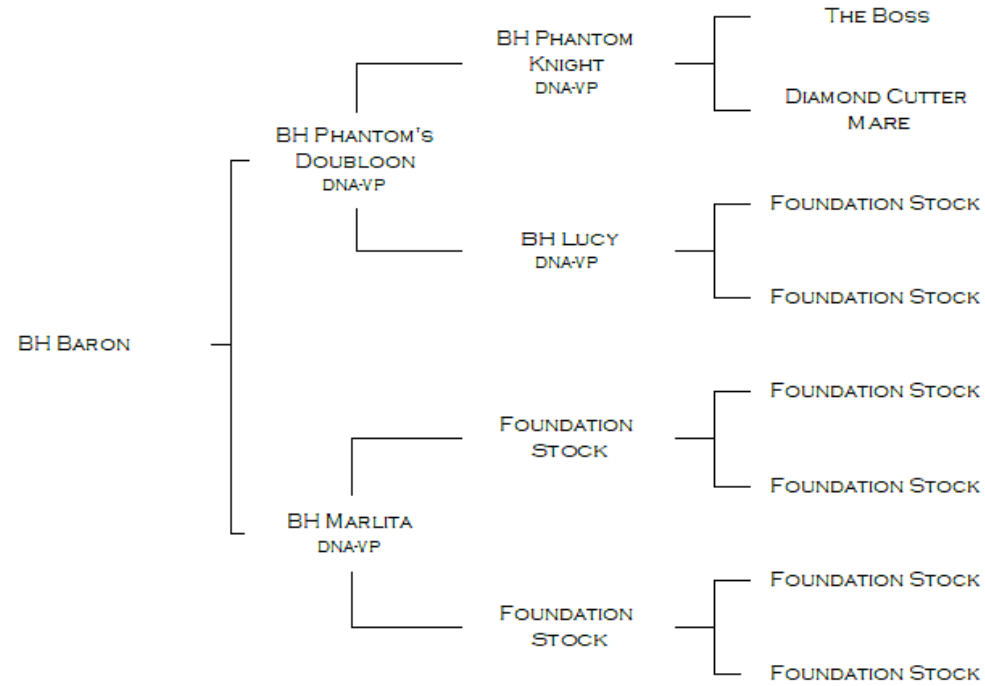 The Boss
BH Phantom
Knight
DNA-VP
Diamond Cutter
Mare
BH Phantom's
Doubloon
DNA-VP
Foundation Stock
BH Lucy
DNA-VP
Foundation Stock
BH Baron
Foundation Stock
Foundation
Stock
Foundation Stock
BH Marlita
DNA-VP
Foundation Stock
Foundation
Stock
Foundation Stock